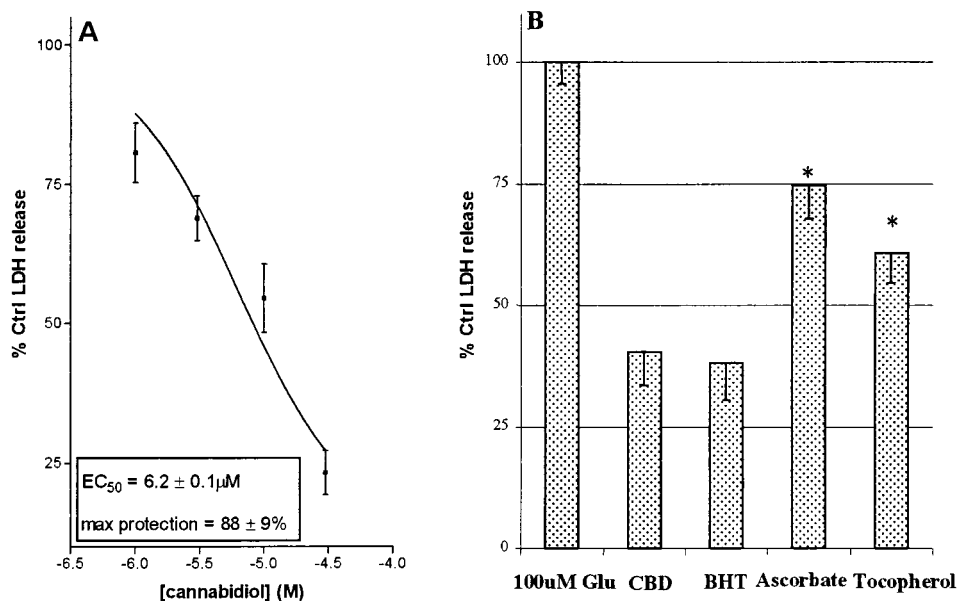 A
% Ctrl LDH release
100
75
50
25
EC50 = 6.2 ± 0.1µM
max protection = 88 ± 9%
-6.5 -6.0 -5.5 -5.0 -4.5 -4.0
[cannabidiol] (M)
B
% Ctrl LDH release
100
75
50
25
0
*
*
100uM Glu CBD BHT Ascorbate Tocopherol